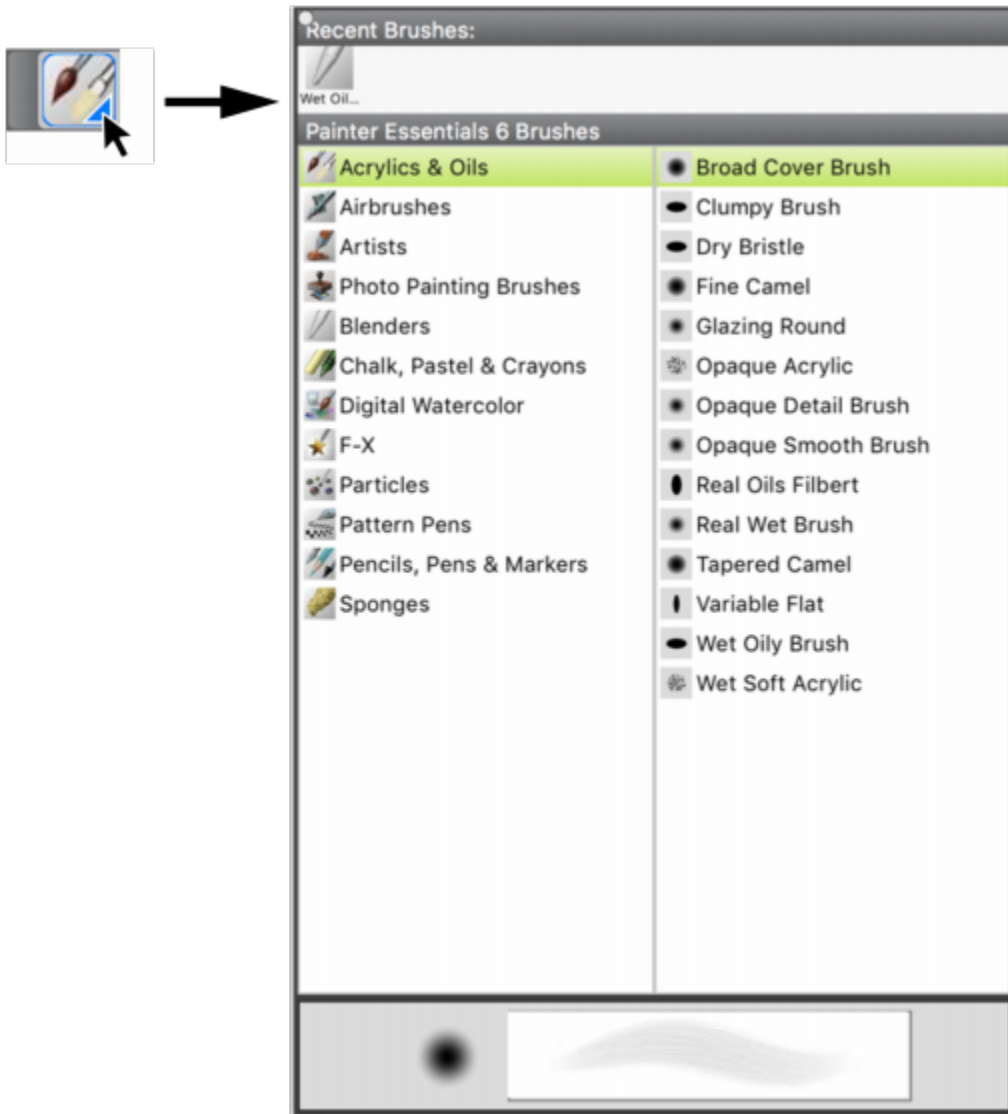 Recent Brushes:
Wet Oil...
Painter Essentials 6 Brushes
Acrylics & Oils
Airbrushes
Artists
Photo Painting Brushes
Blenders
Chalk, Pastel & Crayons
Digital Watercolor
F-X
Particles
Pattern Pens
Pencils, Pens & Markers
Sponges
Broad Cover Brush
Clumpy Brush
Dry Bristle
Fine Camel
Glazing Round
Opaque Acrylic
Opaque Detail Brush
Opaque Smooth Brush
Real Oils Filbert
Real Wet Brush
Tapered Camel
Variable Flat
Wet Oily Brush
Wet Soft Acrylic